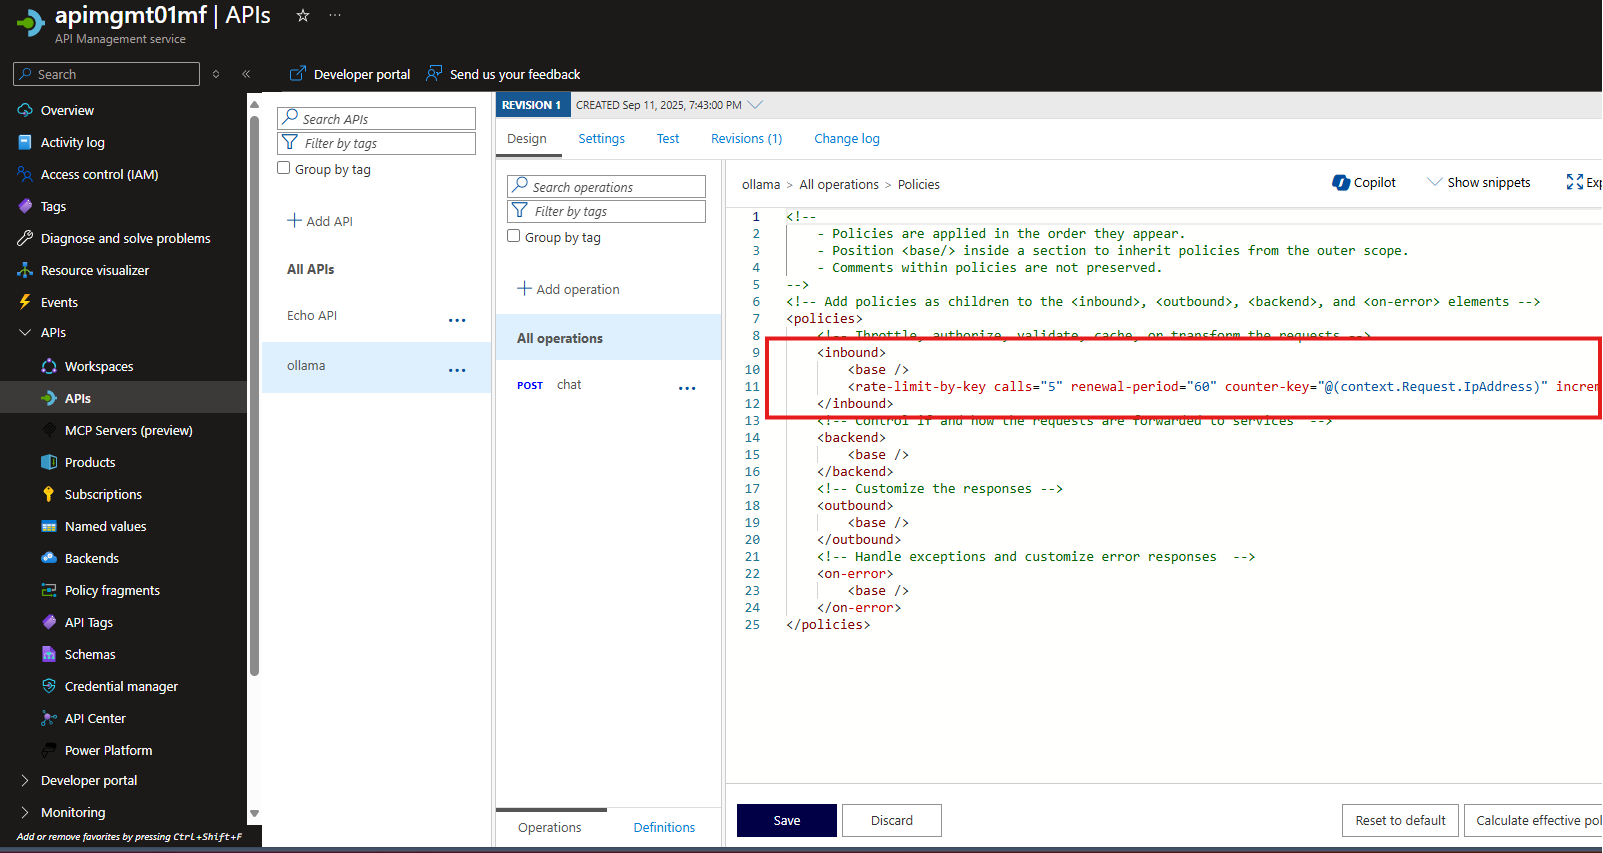 apimgmt01mf | APIs
API Management service
Search
Developer portal
Send us your feedback
Overview
Activity log
Access control (IAM)
Tags
Diagnose and solve problems
Resource visualizer
Events
APIs
Workspaces
APIs
MCP Servers (preview)
Products
Subscriptions
Named values
Backends
Policy fragments
API Tags
Schemas
Credential manager
API Center
Power Platform
Developer portal
Monitoring
Add or remove favorites by pressing Ctrl+Shift+F
Search APIs
Filter by tags
Group by tag
Add API
All APIs
Echo API
ollama
REVISION 1
CREATED Sep 11, 2025, 7:43:00 PM
Design
Settings
Test
Revisions (1)
Change log
Search operations
Filter by tags
Group by tag
Add operation
All operations
POST chat
Operations
Definitions
ollama > All operations > Policies
Copilot
Show snippets
Exp
1 <!--
2 - Policies are applied in the order they appear.
3 - Position <base/> inside a section to inherit policies from the outer scope.
4 - Comments within policies are not preserved.
5 -->
6 <!-- Add policies as children to the <inbound>, <outbound>, <backend>, and <on-error> elements -->
7 <policies>
8 <!-- Throttle, authorize, validate, cache, or transform the requests -->
9 <inbound>
10 <base />
11 <rate-limit-by-key calls="5" renewal-period="60" counter-key="@(context.Request.IpAddress)" increm
12 </inbound>
13 <!-- Control if and how the requests are forwarded to services -->
14 <backend>
15 <base />
16 </backend>
17 <!-- Customize the responses -->
18 <outbound>
19 <base />
20 </outbound>
21 <!-- Handle exceptions and customize error responses -->
22 <on-error>
23 <base />
24 </on-error>
25 </policies>
Save
Discard
Reset to default
Calculate effective pol